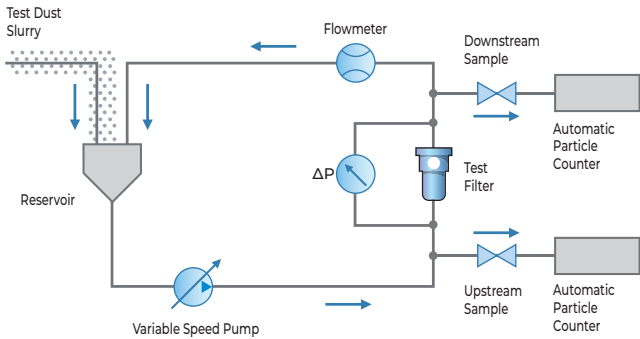 Test Dust
Slurry
Flowmeter
Downstream
Sample
Automatic
Particle
Counter
ΔP
Test
Filter
Reservoir
Upstream
Sample
Automatic
Particle
Counter
Variable Speed Pump